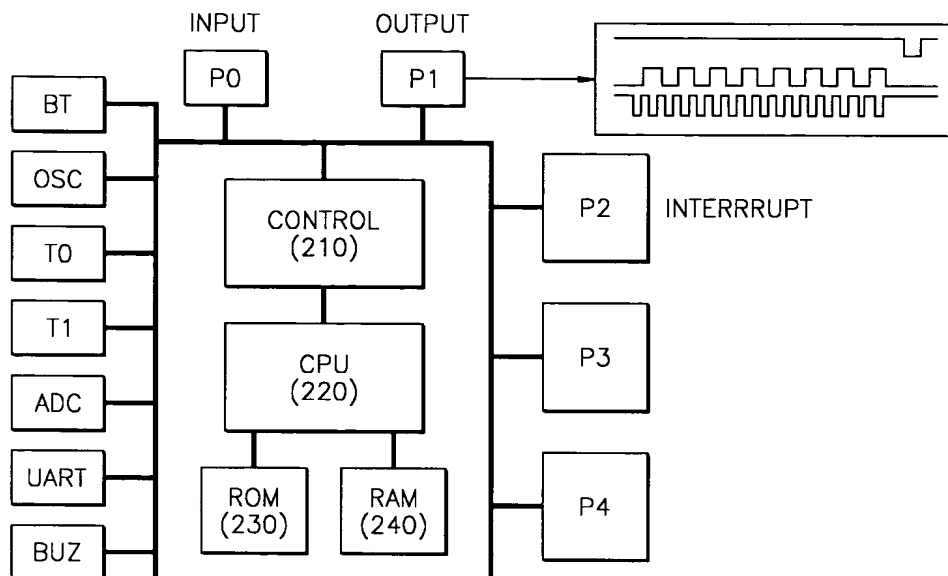 INPUT
OUTPUT
P0
P1
BT
OSC
T0
T1
ADC
UART
BUZ
CONTROL
(210)
CPU
(220)
ROM
(230)
RAM
(240)
P2
INTERRRUPT
P3
P4